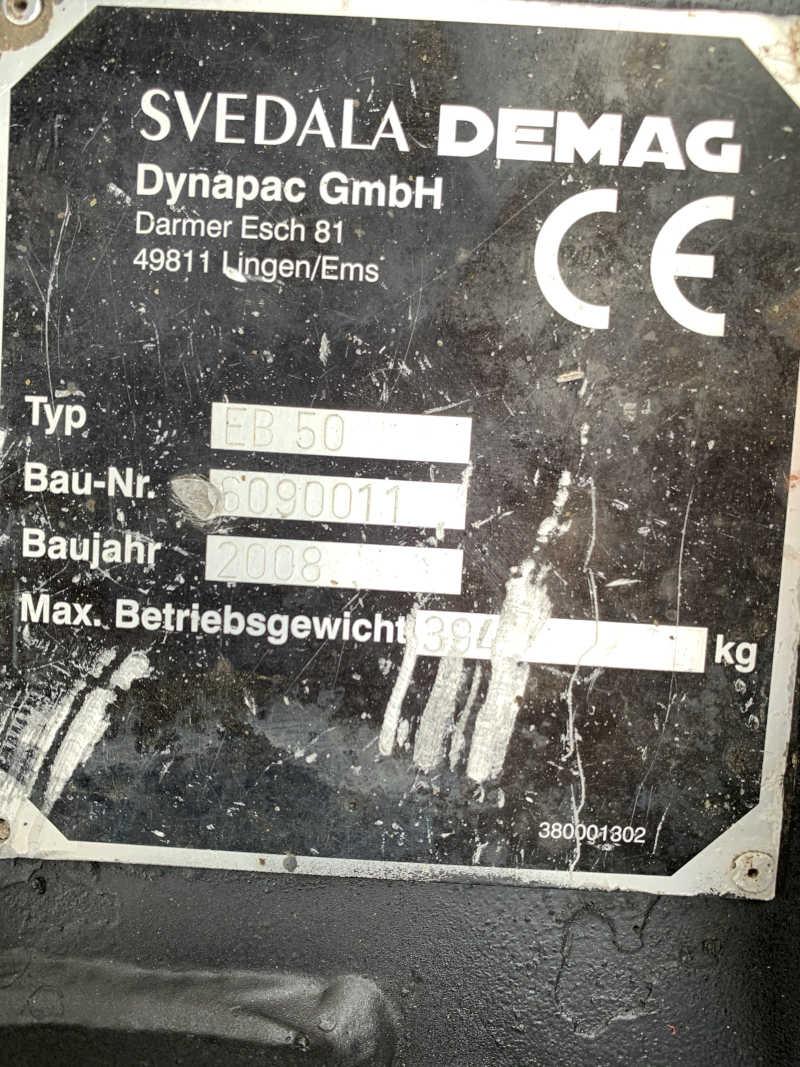 SVEDALA DEMAG
Dynapac GmbH
Darmer Esch 81
49811 Lingen/Ems
CE
Typ EB 50
Bau-Nr. 6090011
Baujahr 2008
Max. Betriebsgewicht kg
380001302